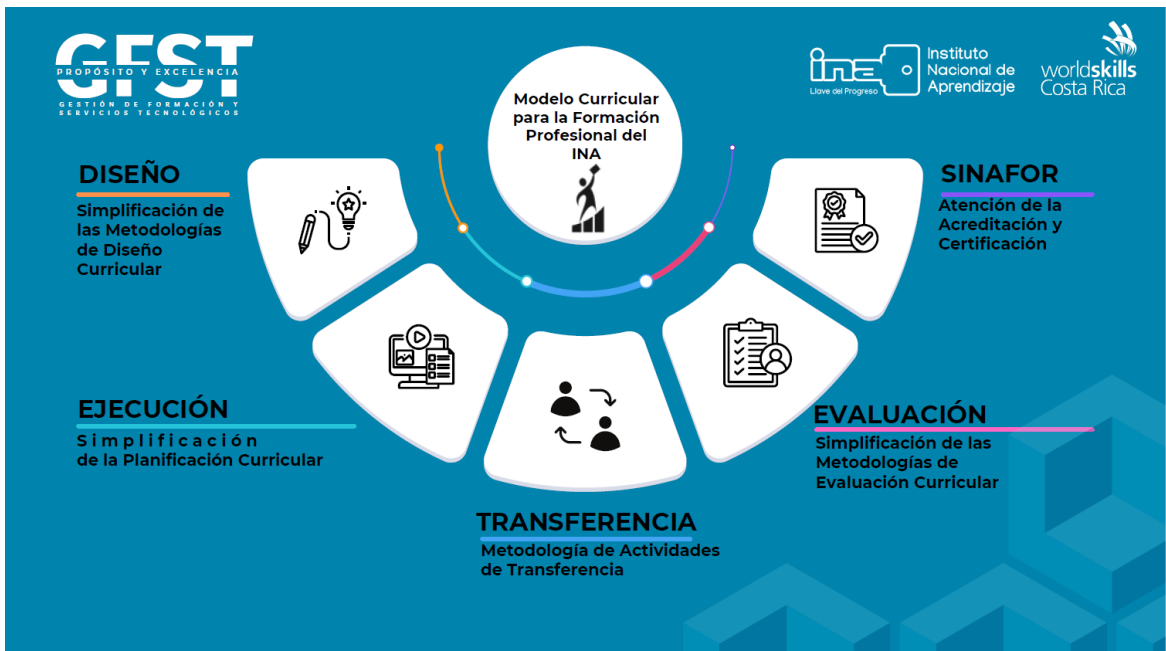 GFST
PROPÓSITO Y EXCELENCIA
GESTIÓN DE FORMACIÓN Y
SERVICIOS TECNOLÓGICOS
ina
Llave del Progreso
Instituto
Nacional de
Aprendizaje
worldskills
Costa Rica
Modelo Curricular
para la Formación
Profesional del
INA
DISEÑO
Simplificación de
las Metodologías
de Diseño
Curricular
EJECUCIÓN
Simplificación
de la Planificación Curricular
TRANSFERENCIA
Metodología de Actividades
de Transferencia
EVALUACIÓN
Simplificación de las
Metodologías de
Evaluación Curricular
SINAFOR
Atención de la
Acreditación y
Certificación